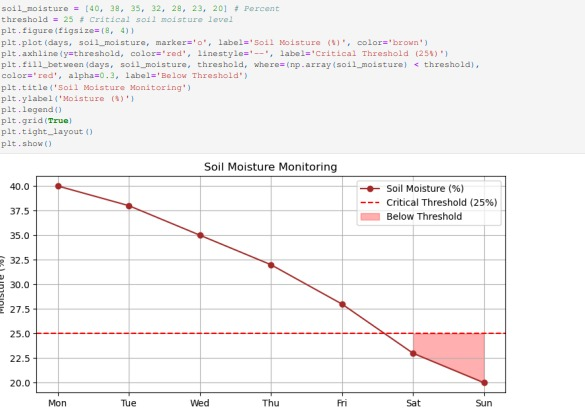 soil_moisture = [40, 38, 35, 32, 28, 23, 20] # Percent
threshold = 25 # Critical soil moisture level
plt.figure(figsize=(8, 4))
plt.plot(days, soil_moisture, marker='o', label='Soil Moisture (%)', color='brown')
plt.axhline(y=threshold, color='red', linestyle='--', label='Critical Threshold (25%)')
plt.fill_between(days, soil_moisture, threshold, where=(np.array(soil_moisture) < threshold),
color='red', alpha=0.3, label='Below Threshold')
plt.title('Soil Moisture Monitoring')
plt.ylabel('Moisture (%)')
plt.legend()
plt.grid(True)
plt.tight_layout()
plt.show()
Soil Moisture Monitoring
Soil Moisture (%)
Critical Threshold (25%)
Below Threshold
Moisture (%)
40.0
37.5
35.0
32.5
30.0
27.5
25.0
22.5
20.0
Mon Tue Wed Thu Fri Sat Sun